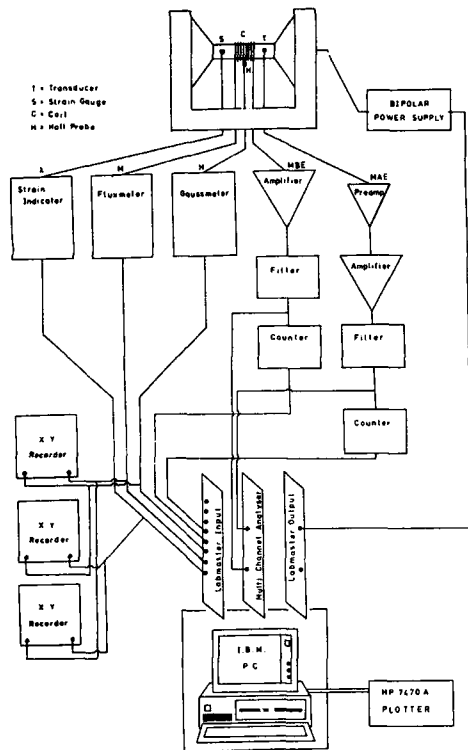 S C T
H
T = Transducer
S = Strain Gauge
C = Coil
H = Hall Probe
BIPOLAR
POWER SUPPLY
λ M H MBE MAE
Strain
Indicator
Fluxmeter
Gaussmeter
Amplifier
Preamp
Filter
Amplifier
Counter
Filter
Counter
X Y
Recorder
X Y
Recorder
X Y
Recorder
Labmaster Input
Multi Channel Analyser
Labmaster Output
I.B.M.
P C
HP 7470A
PLOTTER